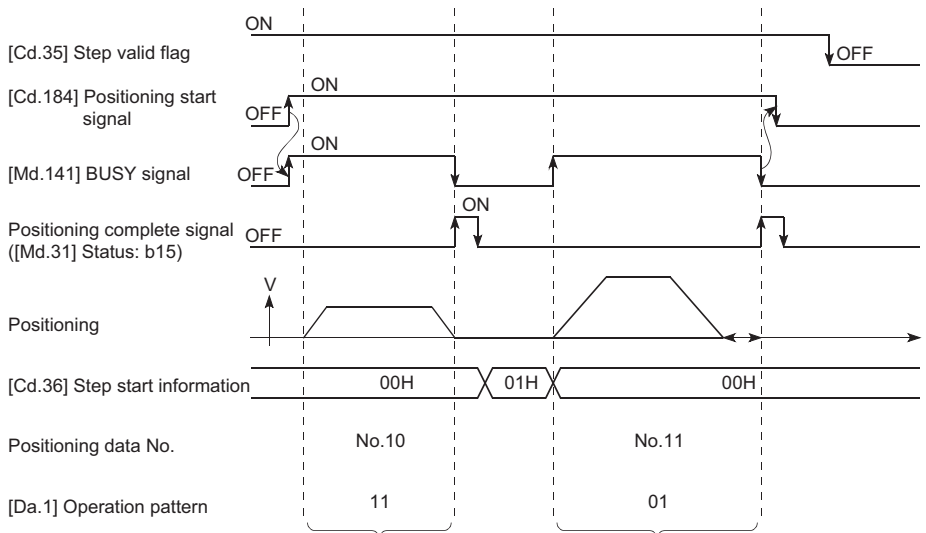 ON
[Cd.35] Step valid flag
OFF
[Cd.184] Positioning start
signal
ON
OFF
ON
[Md.141] BUSY signal
OFF
ON
Positioning complete signal
([Md.31] Status: b15)
OFF
V
Positioning
[Cd.36] Step start information
00H
01H
00H
Positioning data No.
No.10
No.11
[Da.1] Operation pattern
11
01